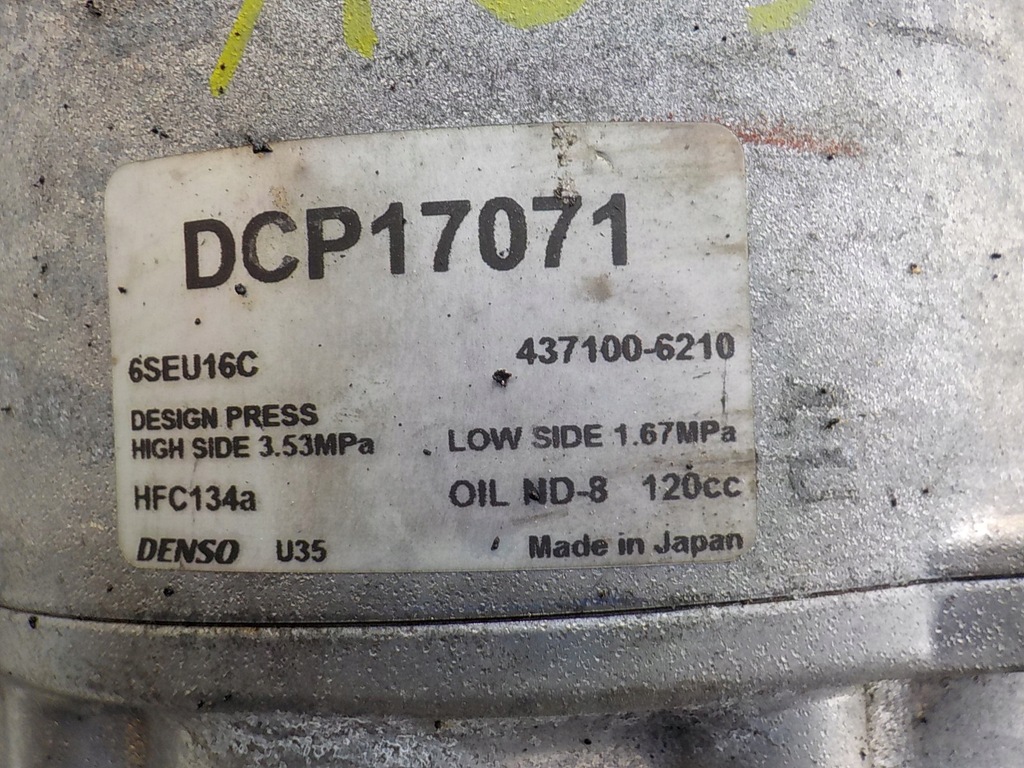 DCP17071
6SEU16C 437100-6210
DESIGN PRESS
HIGH SIDE 3.53MPa LOW SIDE 1.67MPa
HFC134a OIL ND-8 120cc
DENSO U35 Made in Japan